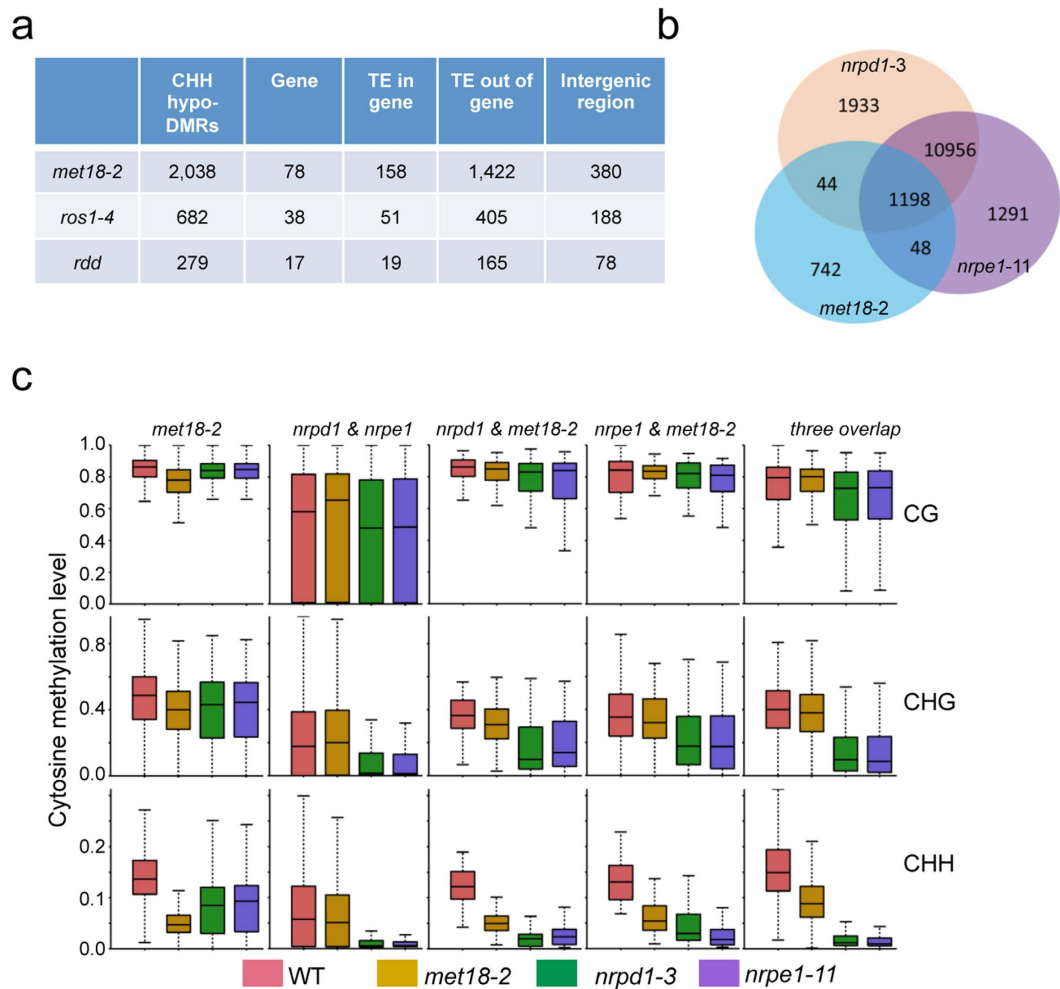 a
CHH hypo-DMRs Gene TE in gene TE out of gene Intergenic region
met18-2 2,038 78 158 1,422 380
ros1-4 682 38 51 405 188
rdd 279 17 19 165 78
b
nrpd1-3
1933
10956
44
1198
1291
48
742
nrpe1-11
met18-2
c
met18-2 nrpd1 & nrpe1 nrpd1 & met18-2 nrpe1 & met18-2 three overlap
Cytosine methylation level
1.0
0.8
0.6
0.4
0.2
0.0
CG
0.8
0.4
0.0
CHG
0.2
0.1
0.0
CHH
WT met18-2 nrpd1-3 nrpe1-11